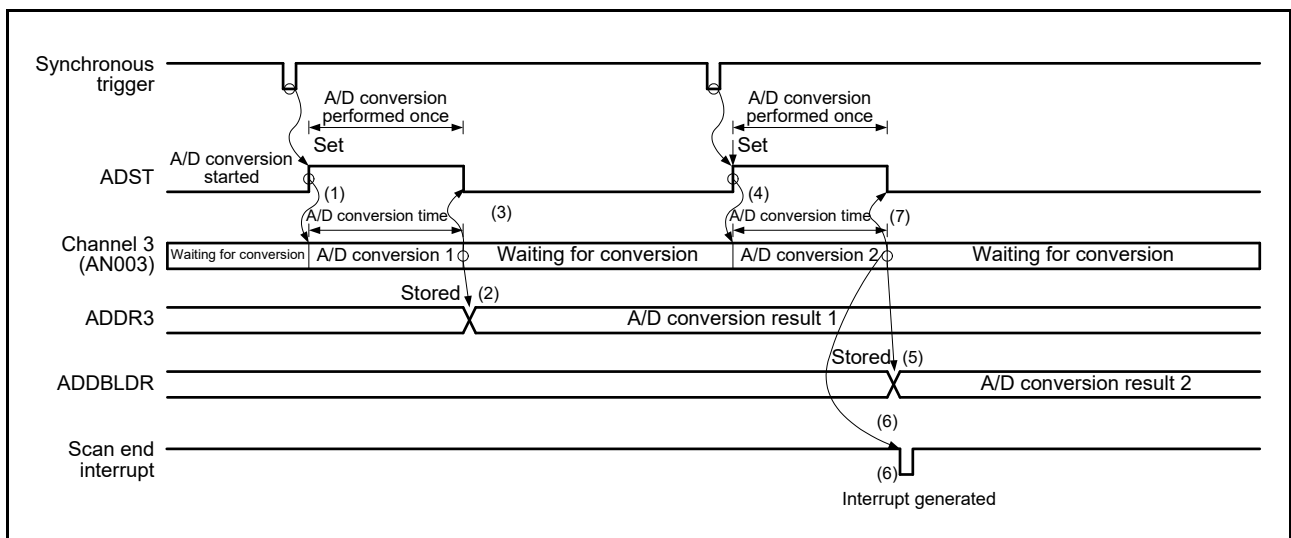 Synchronous
trigger
A/D conversion
performed once
A/D conversion
performed once
Set
Set
A/D conversion
started
ADST
(1)
(3)
(4)
(7)
A/D conversion time
A/D conversion time
Channel 3
(AN003)
Waiting for conversion
A/D conversion 1
Waiting for conversion
A/D conversion 2
Waiting for conversion
Stored
(2)
ADDR3
A/D conversion result 1
Stored
(5)
ADDBLDR
A/D conversion result 2
(6)
Scan end
interrupt
(6)
Interrupt generated